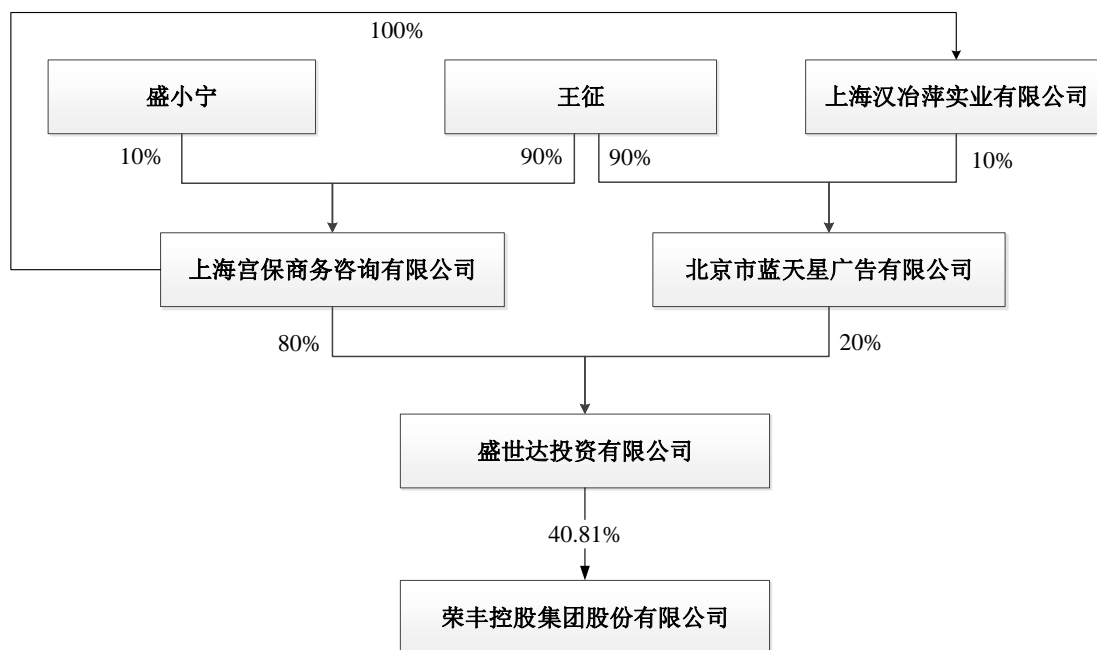 100%
盛小宁
王征
上海汉冶萍实业有限公司
10%
90%
90%
10%
上海宫保商务咨询有限公司
北京市蓝天星广告有限公司
80%
20%
盛世达投资有限公司
40.81%
荣丰控股集团股份有限公司